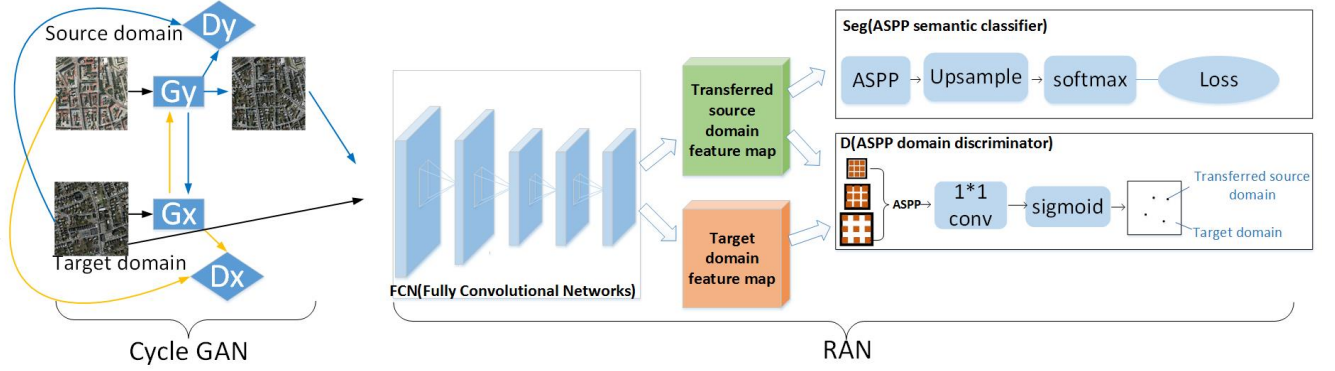 Source domain
Dy
Gy
Gx
Target domain
Dx
Cycle GAN
FCN(Fully Convolutional Networks)
Transferred
source
domain
feature map
Target
domain
feature map
Seg(ASPP semantic classifier)
ASPP
Upsample
softmax
Loss
D(ASPP domain discriminator)
ASPP
1*1
conv
sigmoid
Transferred source
domain
Target domain
RAN